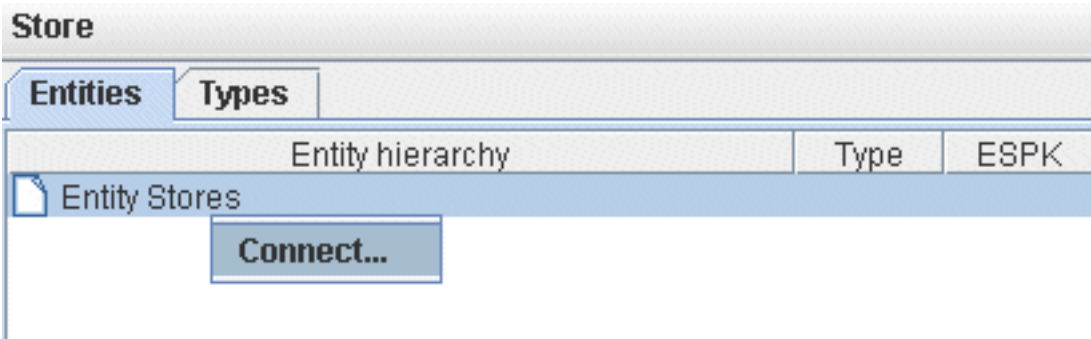 Store
Entities Types
Entity hierarchy Type ESPK
Entity Stores
Connect...